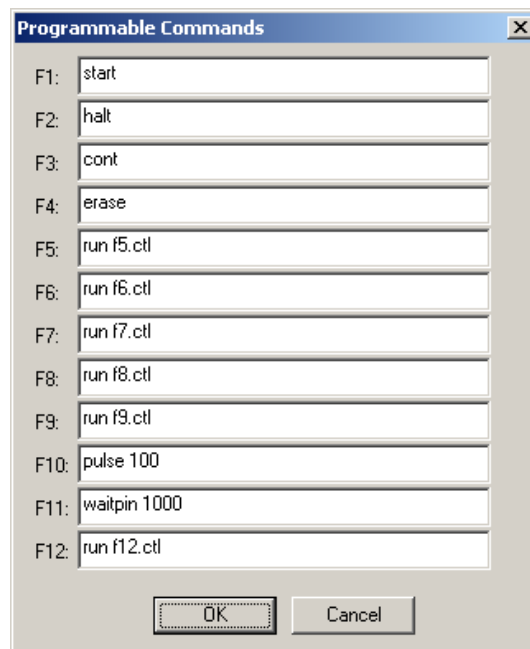 Programmable Commands
F1: start
F2: halt
F3: cont
F4: erase
F5: run f5.ctl
F6: run f6.ctl
F7: run f7.ctl
F8: run f8.ctl
F9: run f9.ctl
F10: pulse 100
F11: waitpin 1000
F12: run f12.ctl
OK Cancel